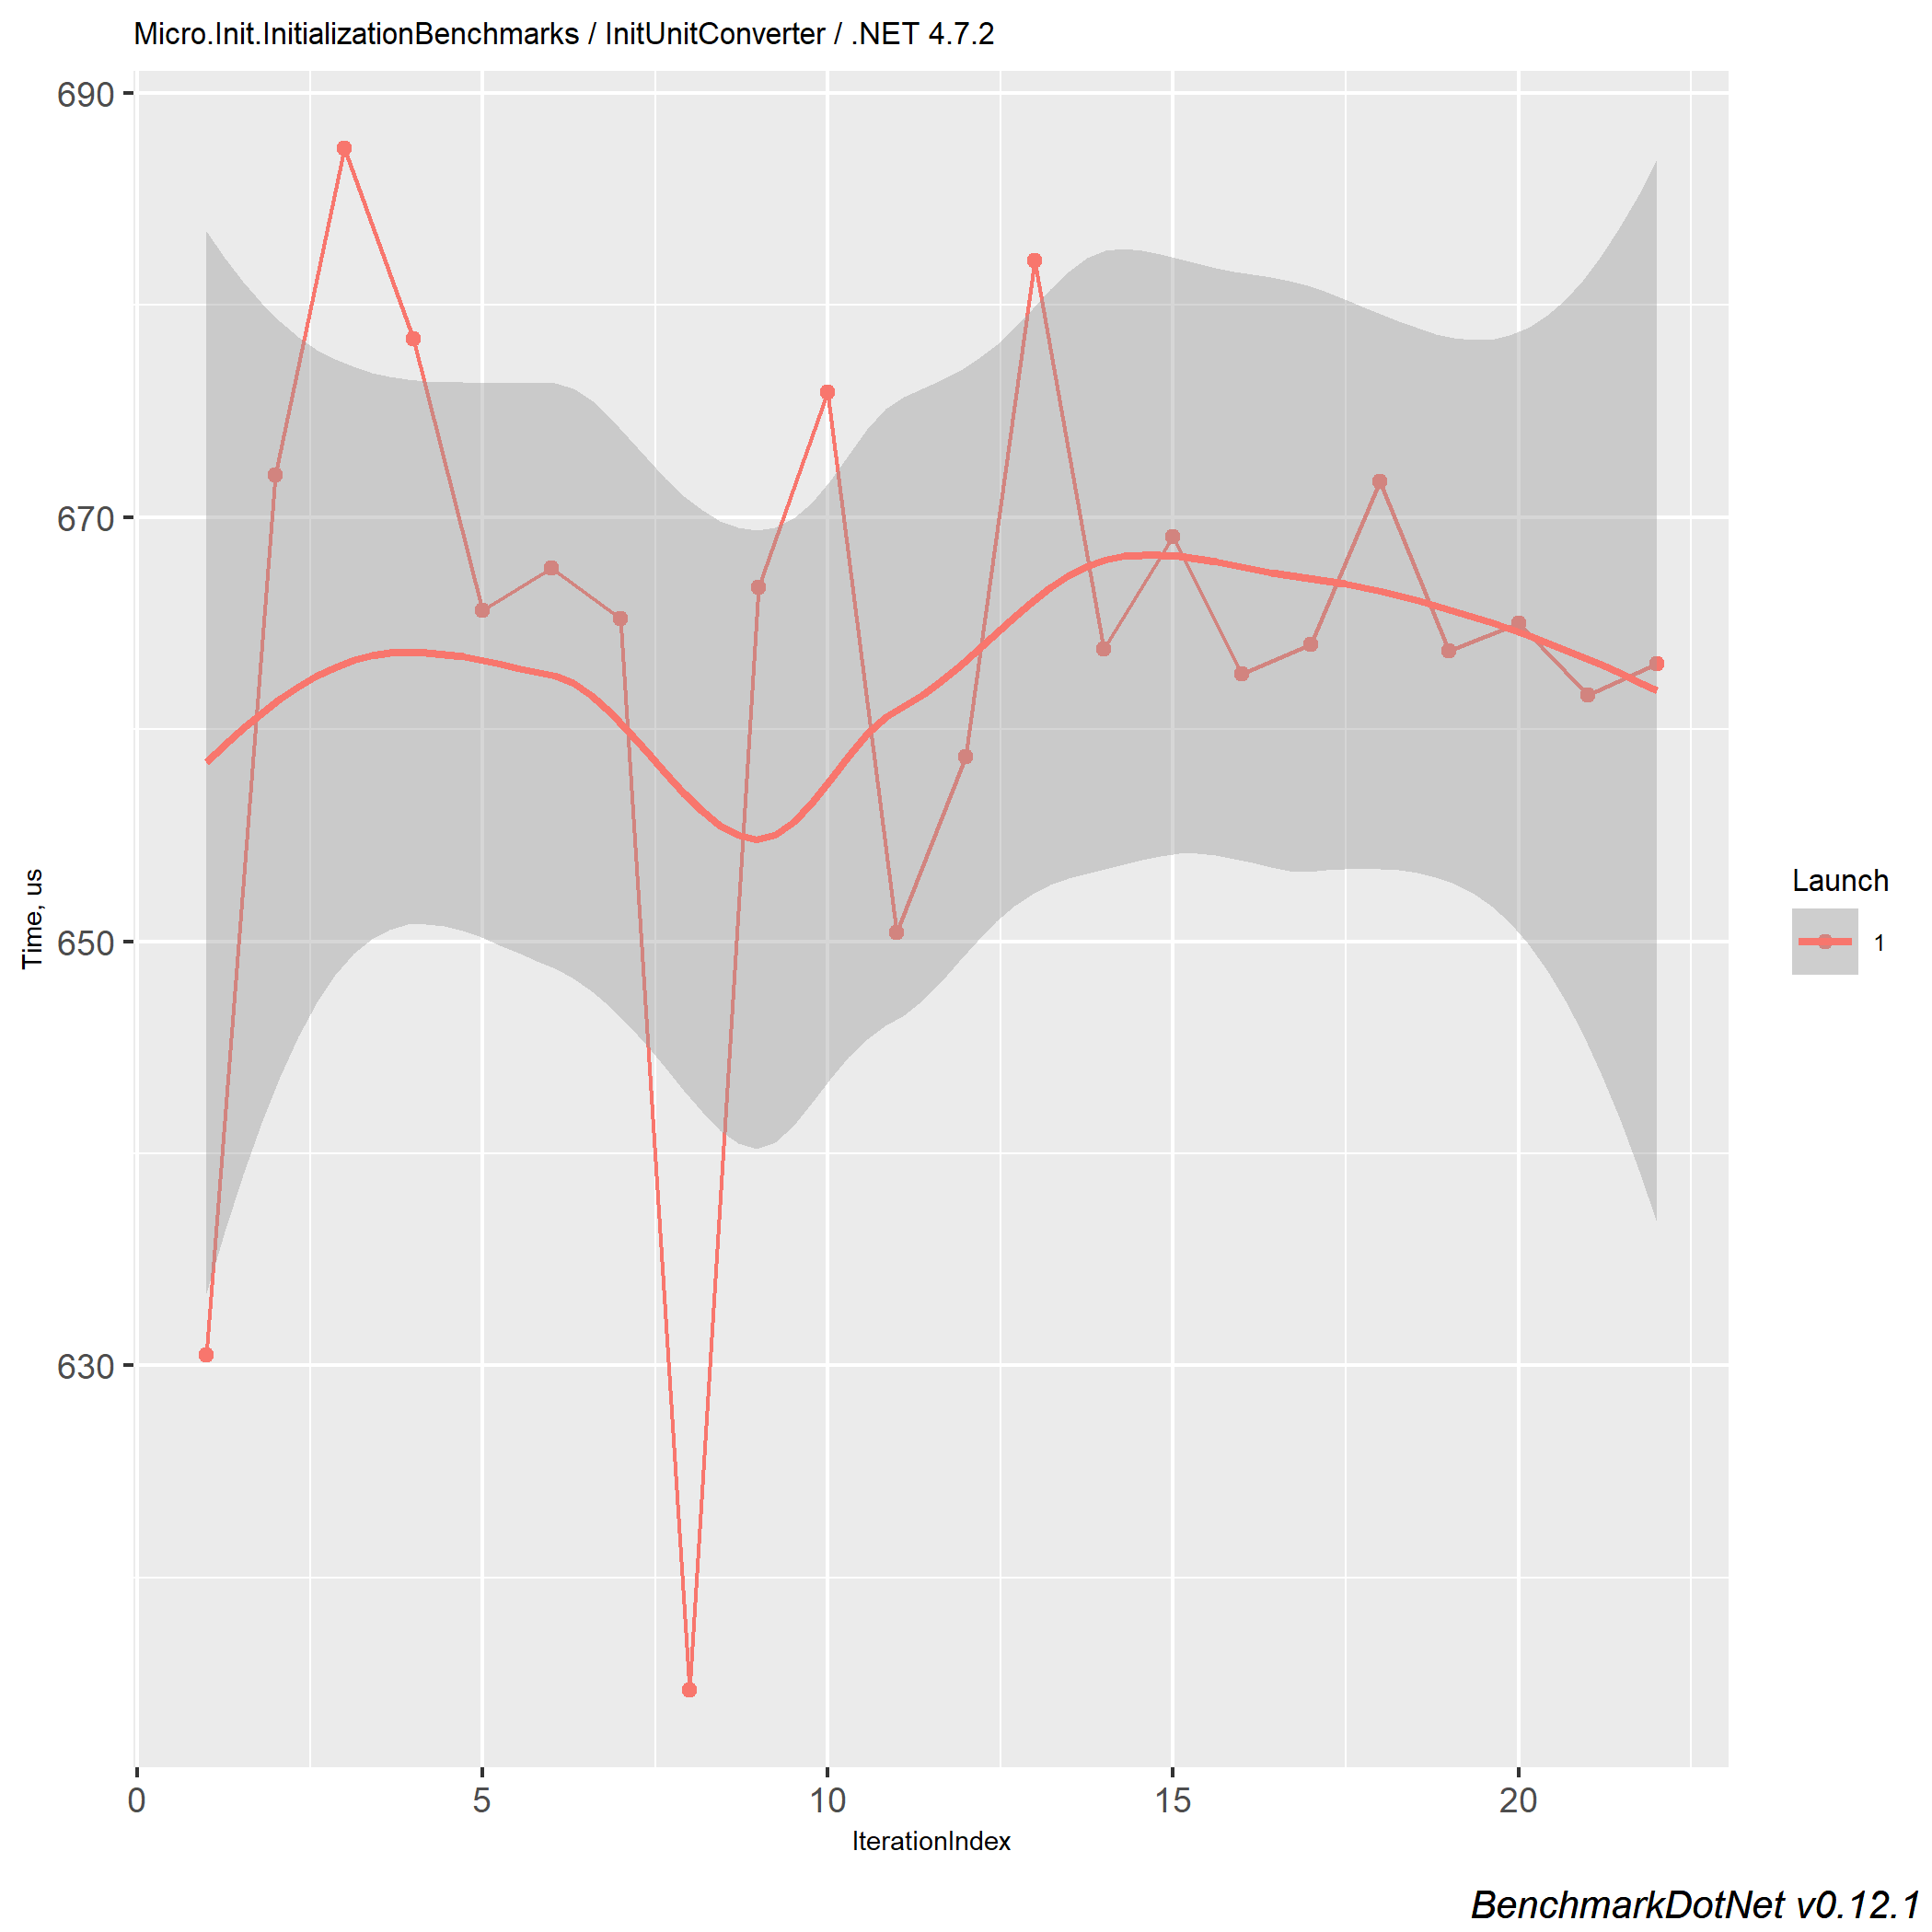 Micro.Init.InitializationBenchmarks / InitUnitConverter / .NET 4.7.2
690
670
650
630
Time, us
0 5 10 15 20
IterationIndex
Launch
1
BenchmarkDotNet v0.12.1